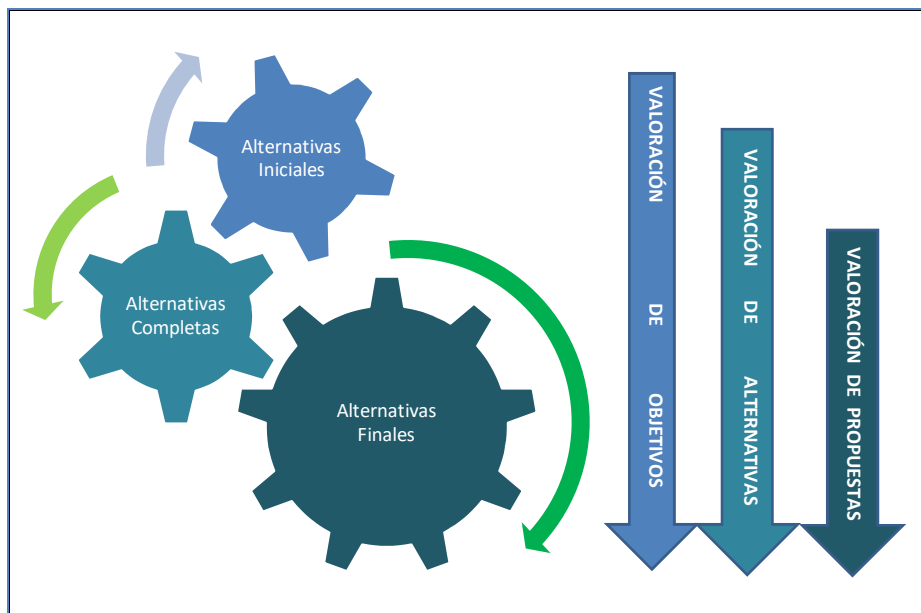 Alternativas
Iniciales
Alternativas
Completas
Alternativas
Finales
VALORACIÓN DE OBJETIVOS
VALORACIÓN DE ALTERNATIVAS
VALORACIÓN DE PROPUESTAS